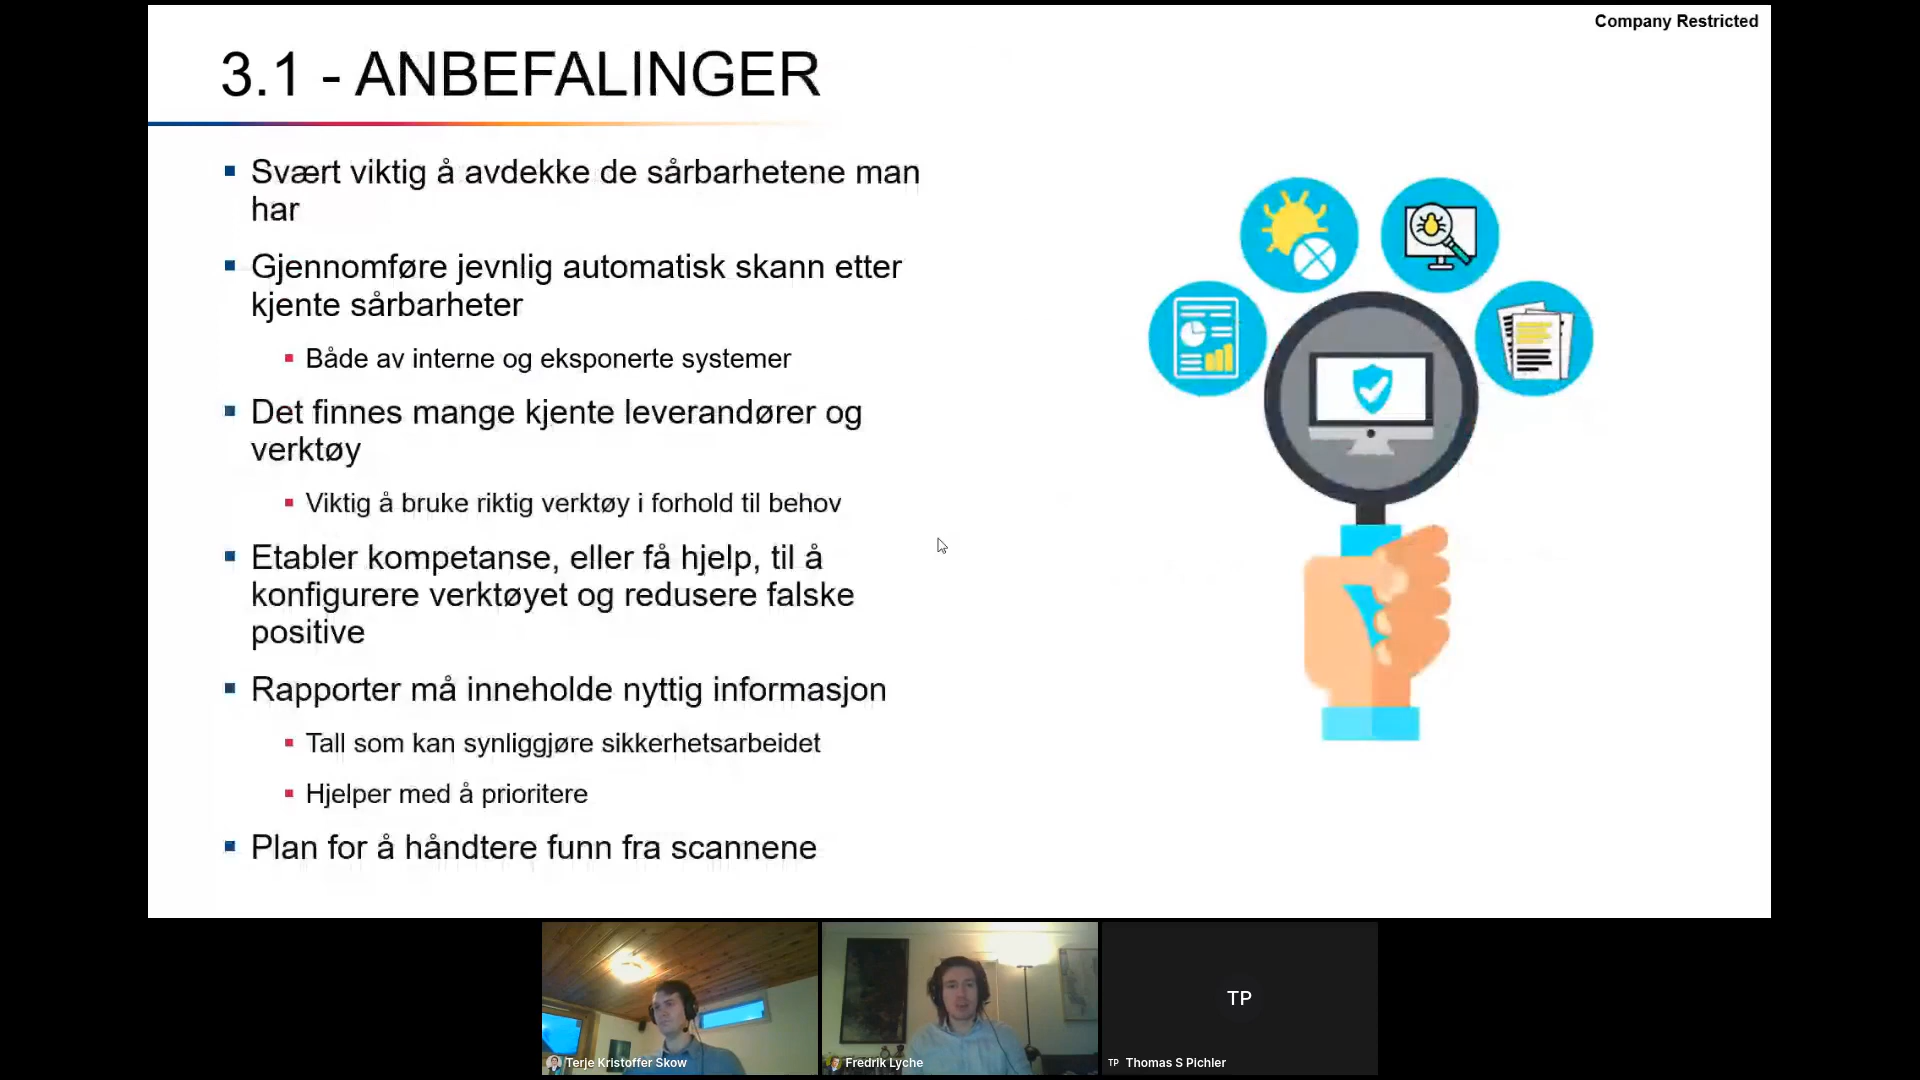 Company Restricted
3.1 - ANBEFALINGER
Svært viktig å avdekke de sårbarhetene man
har
Gjennomføre jevnlig automatisk skann etter
kjente sårbarheter
Både av interne og eksponerte systemer
Det finnes mange kjente leverandører og
verktøy
Viktig å bruke riktig verktøy i forhold til behov
Etabler kompetanse, eller få hjelp, til å
konfigurere verktøyet og redusere falske
positive
Rapporter må inneholde nyttig informasjon
Tall som kan synliggjøre sikkerhetsarbeidet
Hjelper med å prioritere
Plan for å håndtere funn fra scannene
Terje Kristoffer Skow
Fredrik Lyche
TP
TP Thomas S Pichler